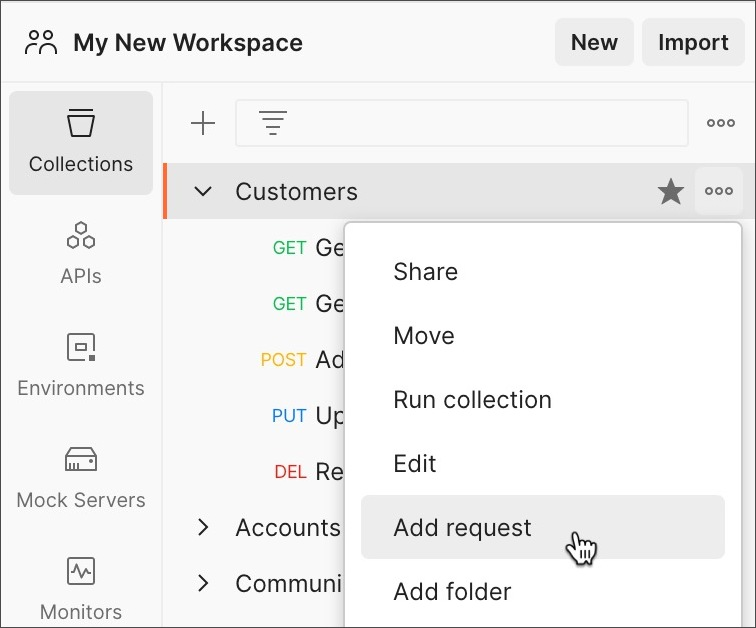 My New Workspace
New
Import
Collections
Customers
APIs
GET Ge
GET Ge
POST Ad
PUT Up
DEL Re
Environments
Mock Servers
Monitors
Accounts
Communi
Share
Move
Run collection
Edit
Add request
Add folder